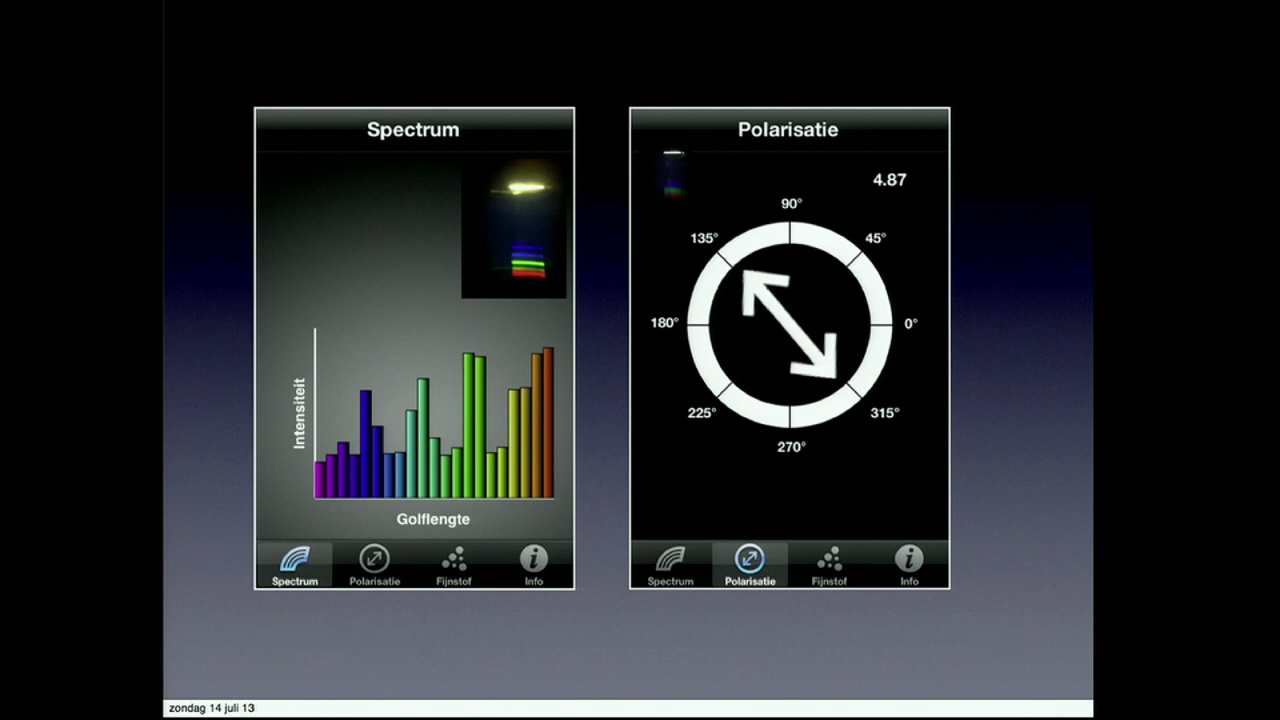 Spectrum
Intensiteit
Golflengte
Spectrum Polarisatie Fijnstof Info
Polarisatie
4.87
90°
135° 45°
180° 0°
225° 315°
270°
Spectrum Polarisatie Fijnstof Info
zondag 14 juli 13